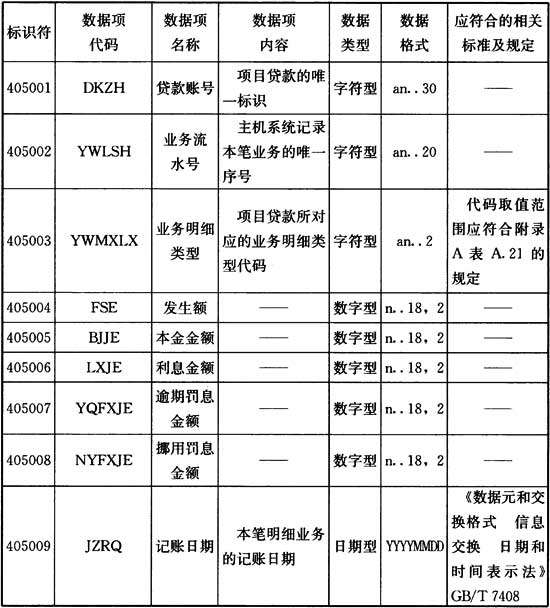 标识符 数据项代码 数据项名称 数据项内容 数据类型 数据格式 应符合的相关标准及规定
405001 DKZH 贷款账号 项目贷款的唯一标识 字符型 an..30 ——
405002 YWLSH 业务流水号 主机系统记录本笔业务的唯一序号 字符型 an..20 ——
405003 YWMXLX 业务明细类型 项目贷款所对应的业务明细类型代码 字符型 an..2 代码取值范围应符合附录A 表 A.21 的规定
405004 FSE 发生额 —— 数字型 n..18，2 ——
405005 BJJE 本金金额 —— 数字型 n..18，2 ——
405006 LXJE 利息金额 —— 数字型 n..18，2 ——
405007 YQFXJE 逾期罚息金额 —— 数字型 n..18，2 ——
405008 NYFXJE 挪用罚息金额 —— 数字型 n..18，2 ——
405009 JZRQ 记账日期 本笔明细业务的记账日期 日期型 YYYYMMDD 《数据元和交换格式 信息交换 日期和时间表示法》GB/T 7408